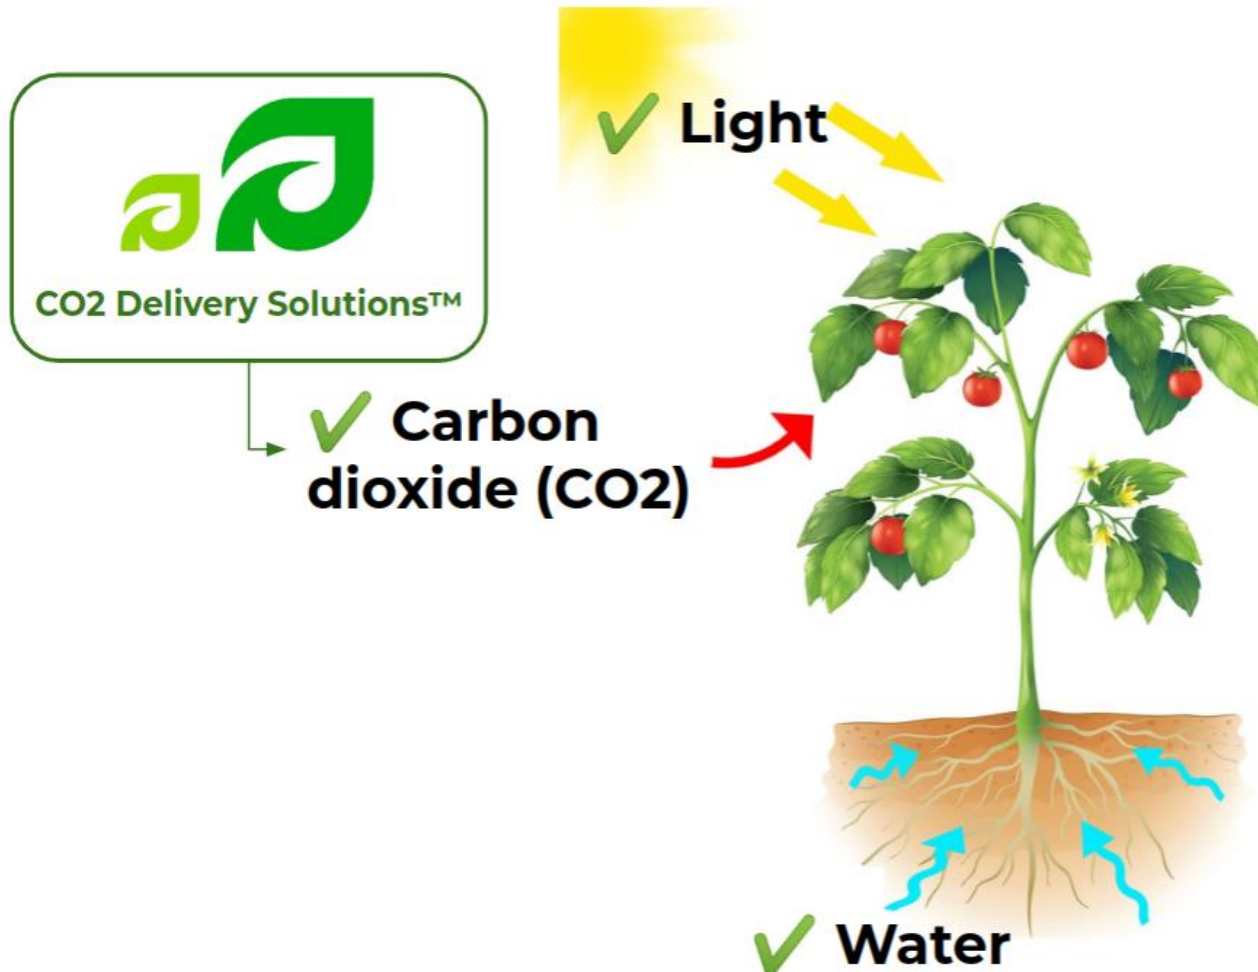 ✔ Light
CO2 Delivery Solutions™
✔ Carbon
dioxide (CO2)
✔ Water